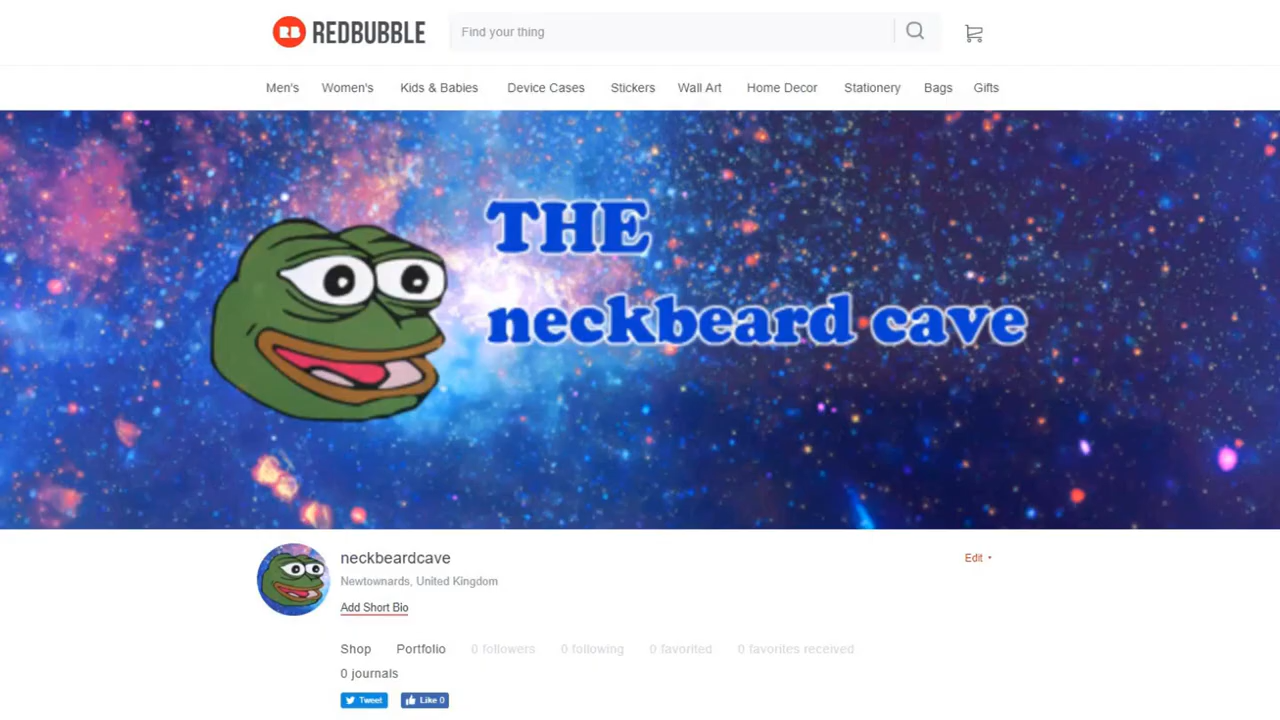 RB REDBUBBLE Find your thing
Men's Women's Kids & Babies Device Cases Stickers Wall Art Home Decor Stationery Bags Gifts
THE
neckbeard cave
neckbeardcave Edit
Newtownards, United Kingdom
Add Short Bio
Shop Portfolio 0 followers 0 following 0 favorited 0 favorites received
0 journals
Tweet Like 0